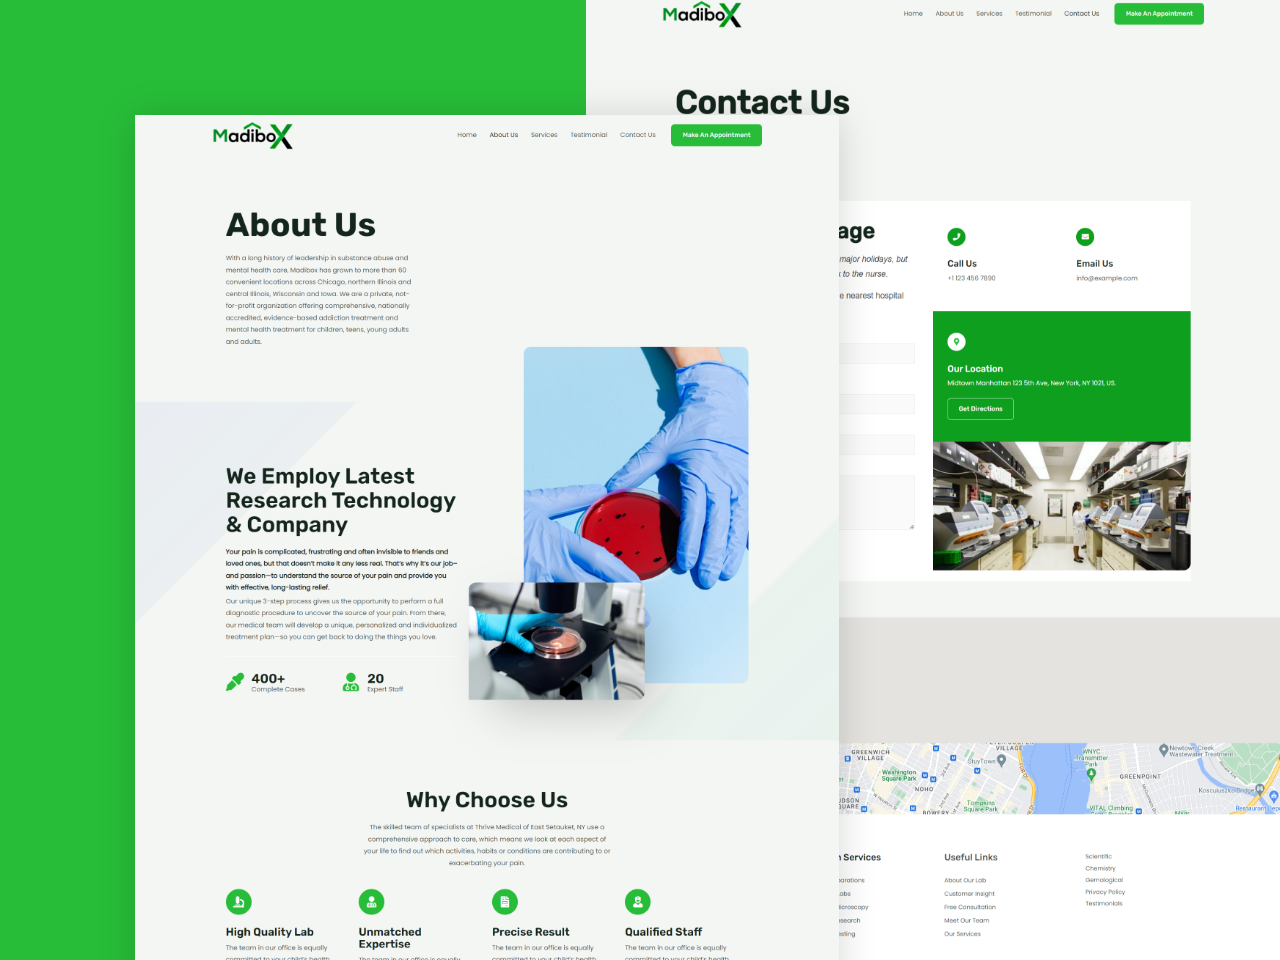 MadiboX
Home About Us Services Testimonial Contact Us Make An Appointment
Contact Us
MadiboX
Home About Us Services Testimonial Contact Us Make An Appointment
About Us
With a long history of leadership in substance abuse and
mental health care. Madibox has grown to more than 60
convenient locations across Chicago, northern Illinois and
central Illinois, Wisconsin and Iowa. We are a private, not-
for-profit organization offering comprehensive, nationally
accredited, evidence-based addiction treatment and
mental health treatment for children, teens, young adults
and adults.
We Employ Latest
Research Technology
& Company
Your pain is complicated, frustrating and often invisible to friends and
loved ones, but that doesn't make it any less real. That's why it's our job–
and passion–to understand the source of your pain and provide you
with effective, long-lasting relief.
Our unique 3-step process gives us the opportunity to perform a full
diagnostic procedure to uncover the source of your pain. From there,
our medical team will develop a unique, personalized and individualized
treatment plan–so you can get back to doing the things you love.
400+
Complete Cases
20
Expert Staff
Why Choose Us
The skilled team of specialists at Thrive Medical of East Setauket, NY use a
comprehensive approach to care, which means we look at each aspect of
your life to find out which activities, habits or conditions are contributing to or
exacerbating your pain.
High Quality Lab
The team in our office is equally
committed to your child's health
Unmatched
Expertise
The team in our office is equally
Precise Result
The team in our office is equally
committed to your child's health
Qualified Staff
The team in our office is equally
committed to your child's health
age
major holidays, but
to the nurse.
e nearest hospital
Call Us
+1 123 456 7890
Email Us
info@example.com
Our Location
Midtown Manhattan 123 5th Ave, New York, NY 1021, US.
Get Directions
GREENWICH
VILLAGE
VILLAGE
StuyTown
WNYC
Transmitter
Park
Newtown Creek
Wastewater Treatment
Washington
Square Park
NOHO
GREENPOINT
Kosciuszko Bridge
UDSON
SQUARE
BOWERY
Tompkins
Square Park
VITAL Climbing
Restaurant Depot
Services
arations
abs
icroscopy
esearch
sting
Useful Links
About Our Lab
Customer Insight
Free Consultation
Meet Our Team
Our Services
Scientific
Chemistry
Gemological
Privacy Policy
Testimonials